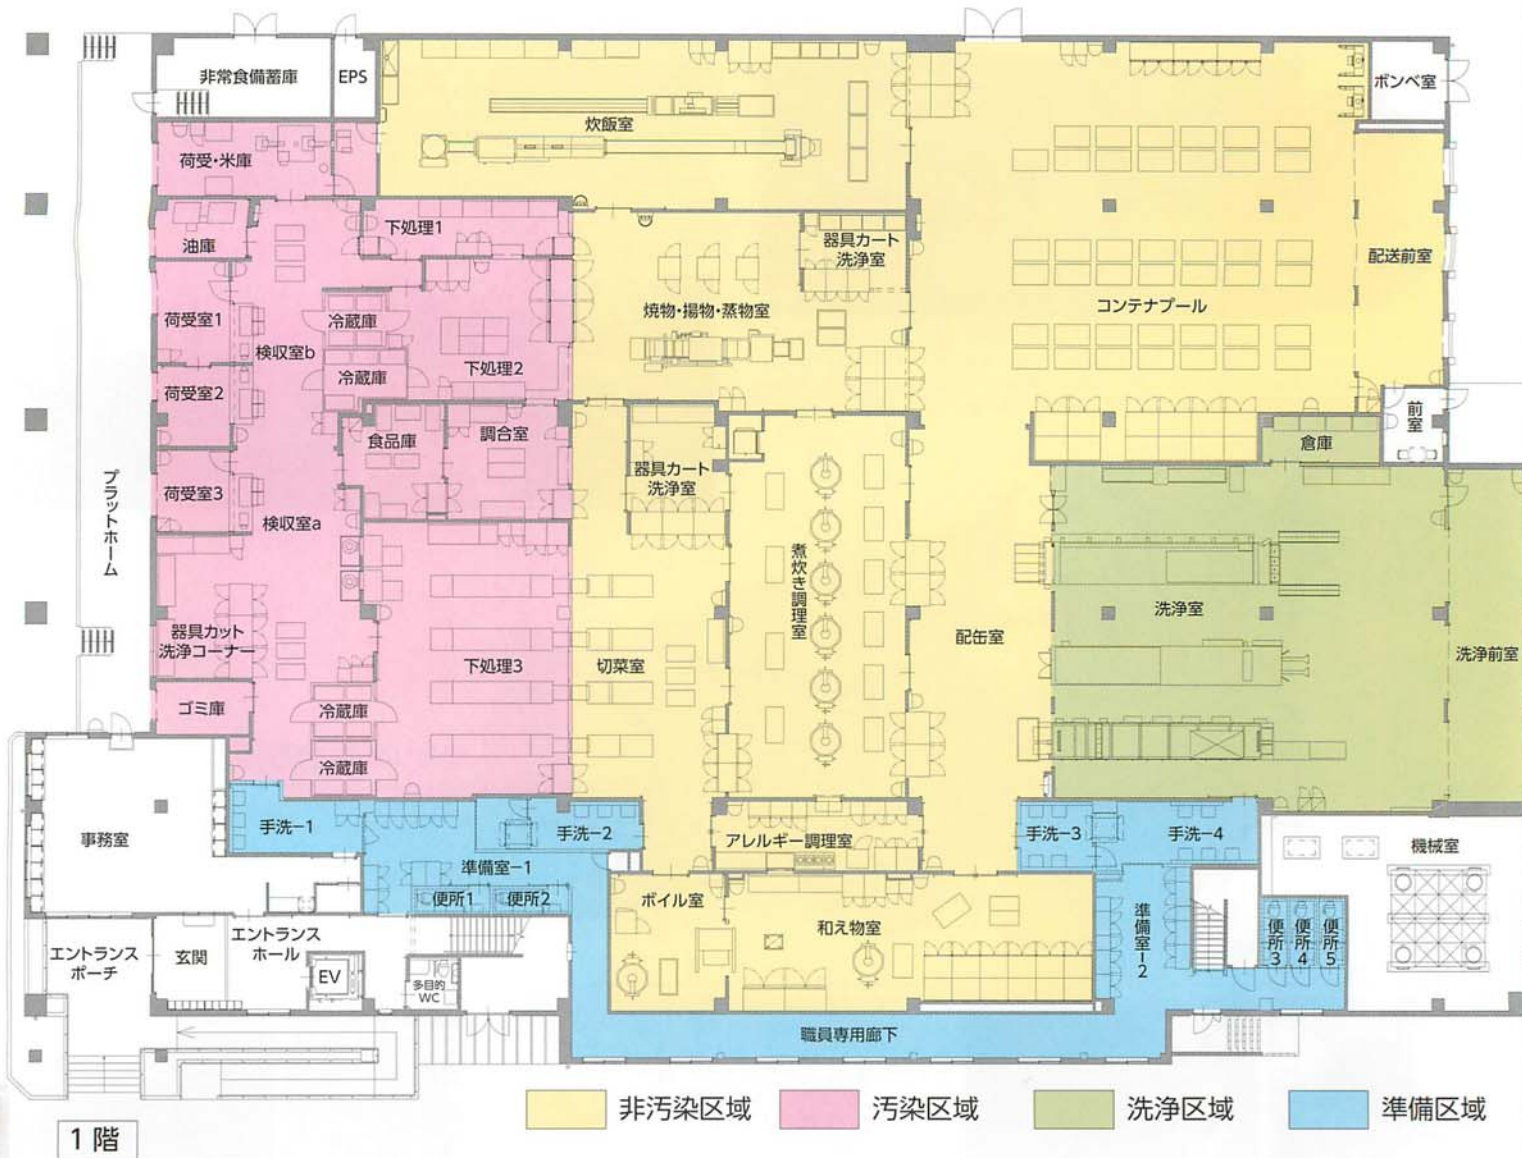 非常食備蓄庫
EPS
炊飯室
ボンベ室
荷受・米庫
油庫
下処理1
器具カート
洗浄室
配送前室
荷受室1
冷蔵庫
焼物・揚物・蒸物室
コンテナプール
検収室b
冷蔵庫
下処理2
荷受室2
食品庫
調合室
前室
倉庫
プラットホーム
荷受室3
器具カート
洗浄室
検収室a
煮炊き調理室
洗浄室
器具カット
洗浄コーナー
下処理3
切菜室
配缶室
洗浄前室
ゴミ庫
冷蔵庫
冷蔵庫
事務室
手洗−1
手洗−2
アレルギー調理室
手洗−3
手洗−4
機械室
準備室−1
便所1
便所2
ボイル室
和え物室
準備室−2
便所3
便所4
便所5
エントランス
ポーチ
玄関
エントランス
ホール
EV
多目的
WC
職員専用廊下
非汚染区域
汚染区域
洗浄区域
準備区域
1階